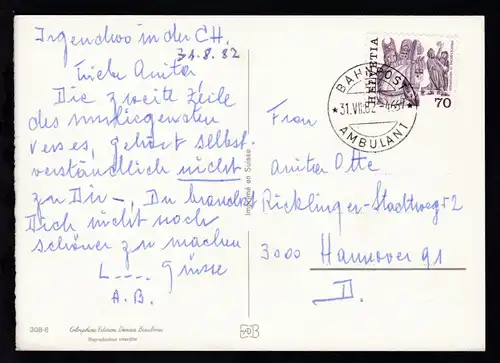 Irgendwo in der CH.
31.8.82
Liebe Anita,
Die zweite Zeile
des umliegenden
Verses, gehört selbst-
verständlich nicht
zu Dir –, Du brauchst
Dich nicht noch
schöner zu machen
L---- Grüsse
A.B.
308-6
Reproduction interdite
Imprimé en Suisse
HELVETIA
70
BAHNPOST
31.VIII.82
AMBULANT
Frau
Anita Otte
Ricklinger-Stadtweg 52
3000 Hannover 91
D.